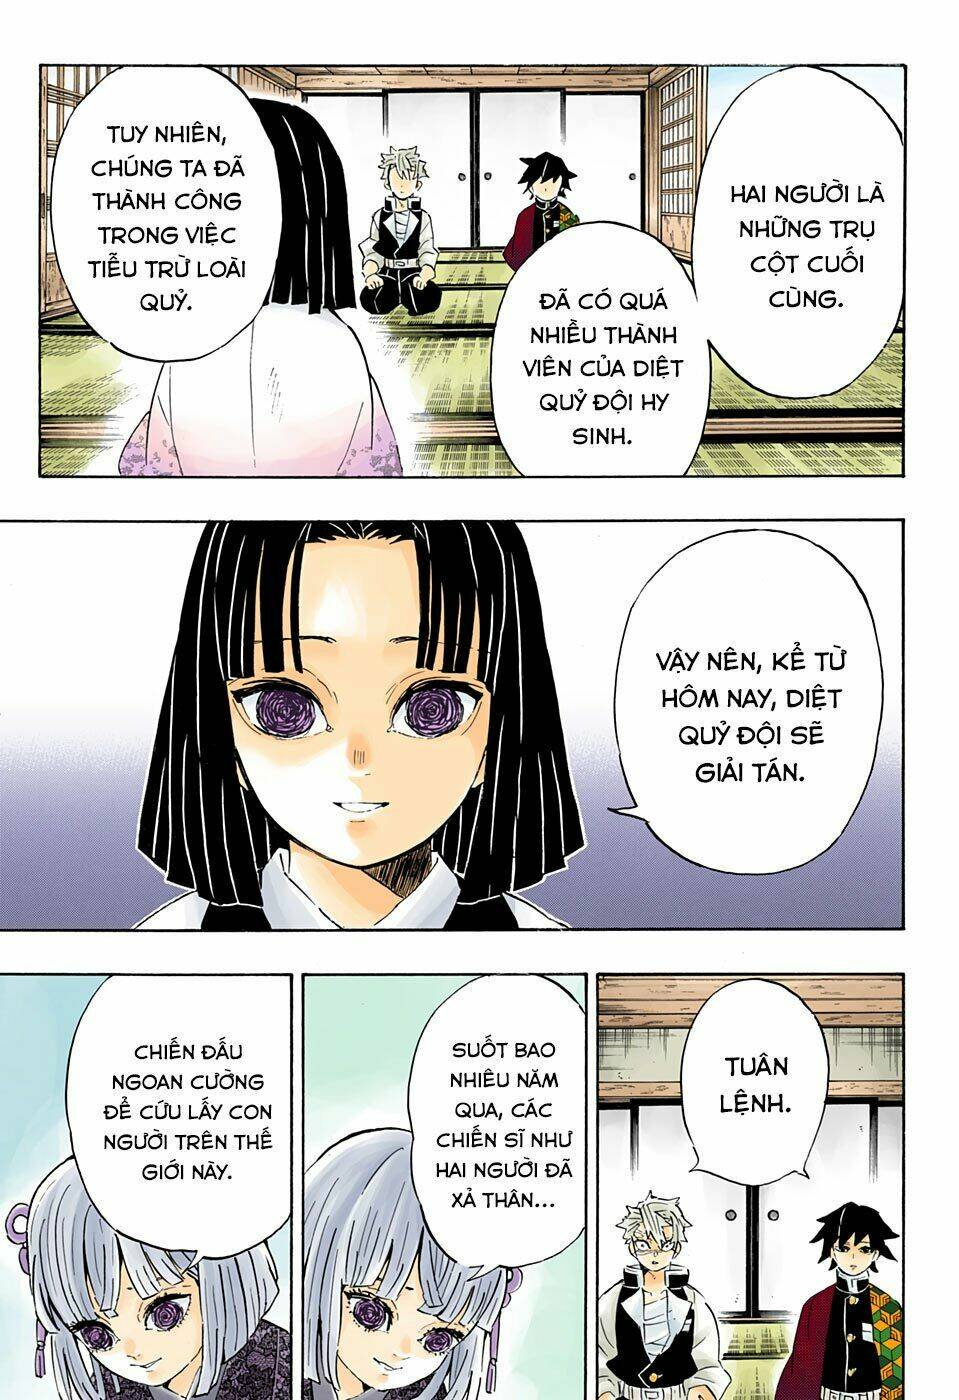 HAI NGƯỜI LÀ
NHỮNG TRỤ
CỘT CUỐI
CÙNG.
ĐÃ CÓ QUÁ
NHIỀU THÀNH
VIÊN CỦA DIỆT
QUỶ ĐỘI HY
SINH.
TUY NHIÊN,
CHÚNG TA ĐÃ
THÀNH CÔNG
TRONG VIỆC
TIỄU TRỪ LOÀI
QUỶ.
VẬY NÊN, KỂ TỪ
HÔM NAY, DIỆT
QUỶ ĐỘI SẼ
GIẢI TÁN.
TUÂN
LỆNH.
SUỐT BAO
NHIÊU NĂM
QUA, CÁC
CHIẾN SĨ NHƯ
HAI NGƯỜI ĐÃ
XẢ THÂN...
CHIẾN ĐẤU
NGOAN CƯỜNG
ĐỂ CỨU LẤY CON
NGƯỜI TRÊN THẾ
GIỚI NÀY.